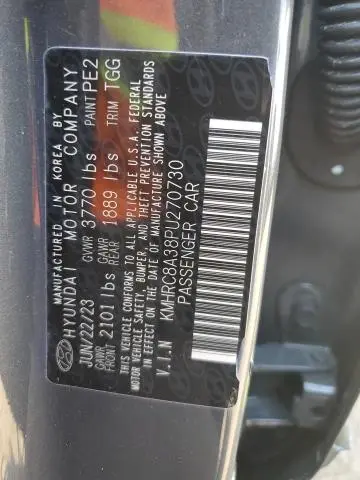 MANUFACTURED IN KOREA BY
HYUNDAI MOTOR COMPANY
JUN/22/23 GVWR 3770 lbs PAINT PE2
GAWR FRONT 2101 lbs GAWR REAR 1889 lbs TRIM TGG
THIS VEHICLE CONFORMS TO ALL APPLICABLE U.S.A. FEDERAL
MOTOR VEHICLE SAFETY, BUMPER, AND THEFT PREVENTION STANDARDS
IN EFFECT ON THE DATE OF MANUFACTURE SHOWN ABOVE
V.I.N KMHRC8A38PU270730
PASSENGER CAR